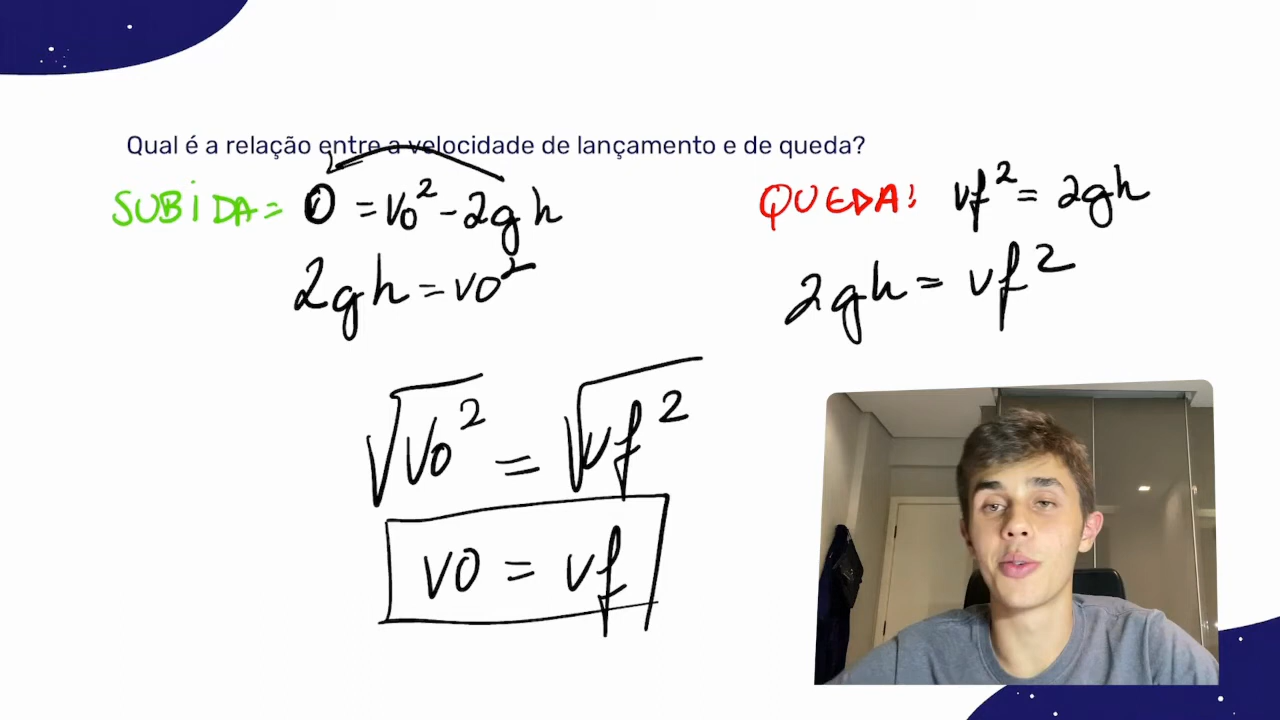 Qual é a relação entre a velocidade de lançamento e de queda?
SUBIDA= 0 = vo² - 2gh
2gh = vo²
QUEDA: vf² = 2gh
2gh = vf²
√vo² = √vf²
vo = vf